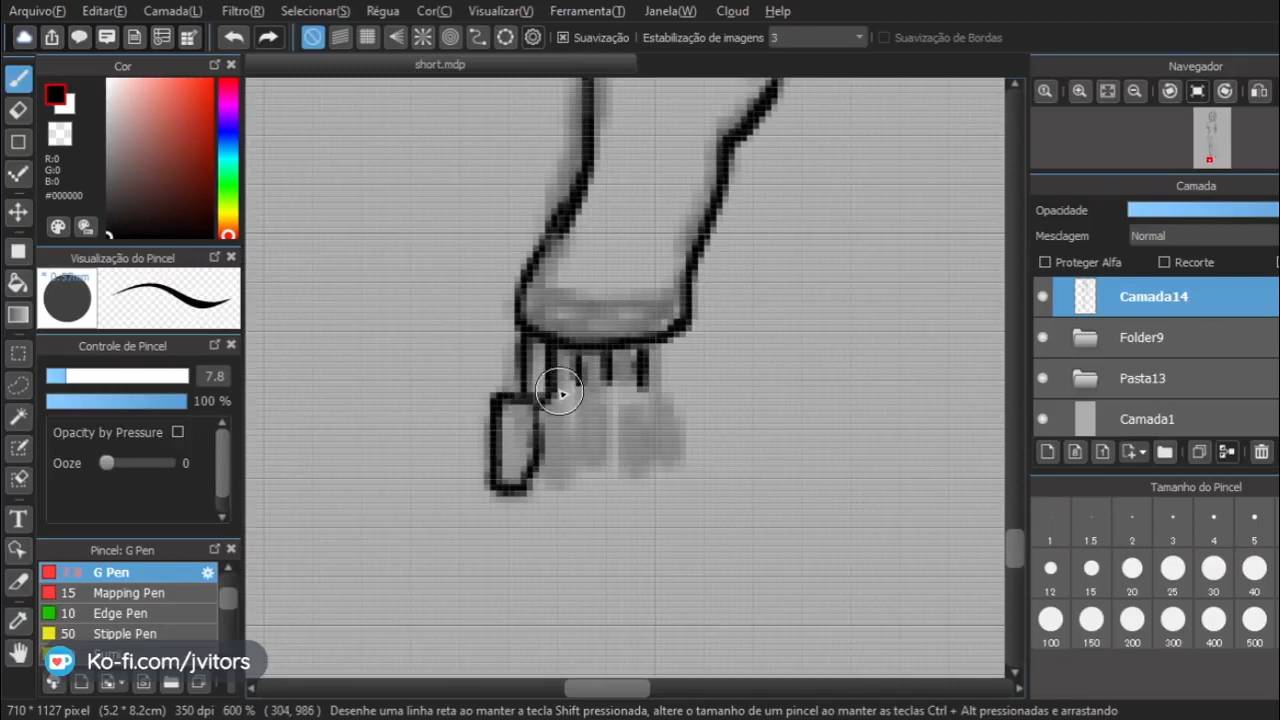 Arquivo(F) Editar(E) Camada(L) Filtro(R) Selecionar(S) Régua Cor(C) Visualizar(V) Ferramenta(T) Janela(W) Cloud Help
Suavização Estabilização de imagens 3 Suavização de Bordas
Cor
short.mdp
Navegador
R:0
G:0
B:0
#000000
Camada
Opacidade
Mesclagem Normal
Proteger Alfa Recorte
Visualização do Pincel
0.57mm
Camada14
Folder9
Pasta13
Camada1
Controle de Pincel
7.8
100 %
Opacity by Pressure
Ooze 0
Tamanho do Pincel
1 1.5 2 3 4 5
12 15 20 25 30 40
100 150 200 300 400 500
Pincel: G Pen
7.8 G Pen
15 Mapping Pen
10 Edge Pen
50 Stipple Pen
Sumi
Ko-fi.com/jvitors
710 * 1127 pixel (5.2 * 8.2cm) 350 dpi 600 % ( 304, 986 ) Desenhe uma linha reta ao manter a tecla Shift pressionada, altere o tamanho de um pincel ao manter as teclas Ctrl + Alt pressionadas e arrastando